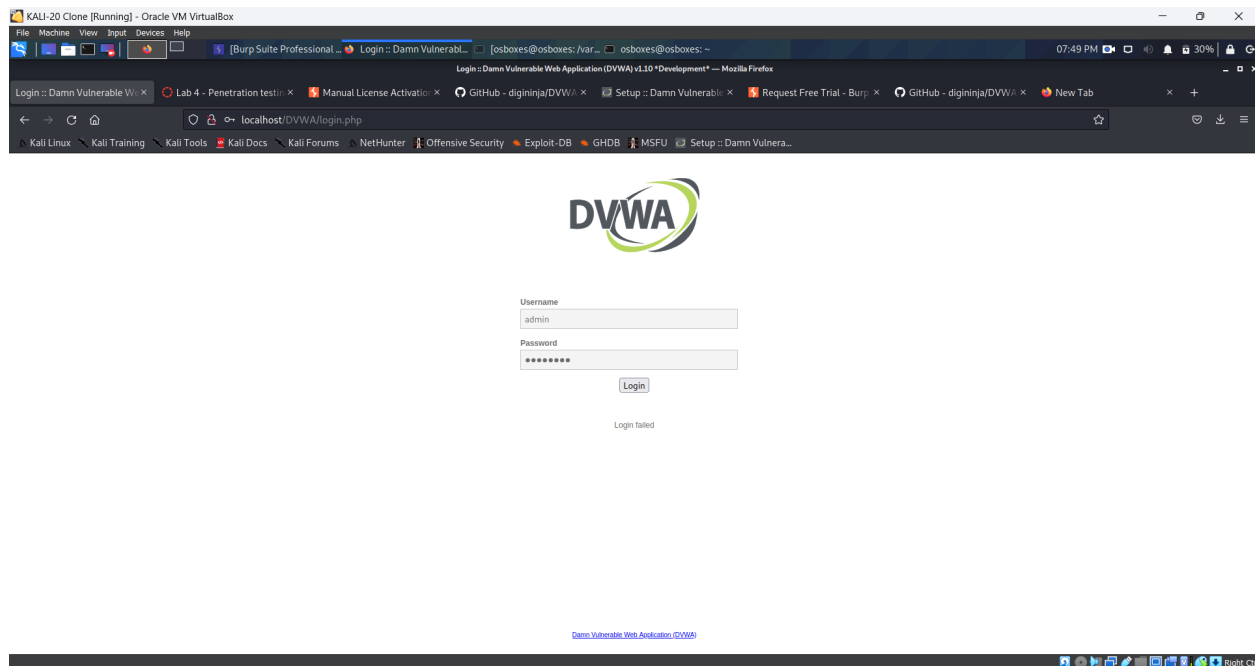 KALI-20 Clone [Running] - Oracle VM VirtualBox
File Machine View Input Devices Help
[Burp Suite Professional ... Login :: Damn Vulnerabl... [osboxes@osboxes: /var... osboxes@osboxes: ~ 07:49 PM 30%
Login :: Damn Vulnerable Web Application (DVWA) v1.10 *Development* — Mozilla Firefox
Login :: Damn Vulnerable We Lab 4 - Penetration testin Manual License Activation GitHub - digininja/DVWA Setup :: Damn Vulnerable Request Free Trial - Burp GitHub - digininja/DVWA New Tab
localhost/DVWA/login.php
Kali Linux Kali Training Kali Tools Kali Docs Kali Forums NetHunter Offensive Security Exploit-DB GHDB MSFU Setup :: Damn Vulnera...
DVWA
Username
admin
Password
Login
Login failed
Damn Vulnerable Web Application (DVWA)
Right Ct